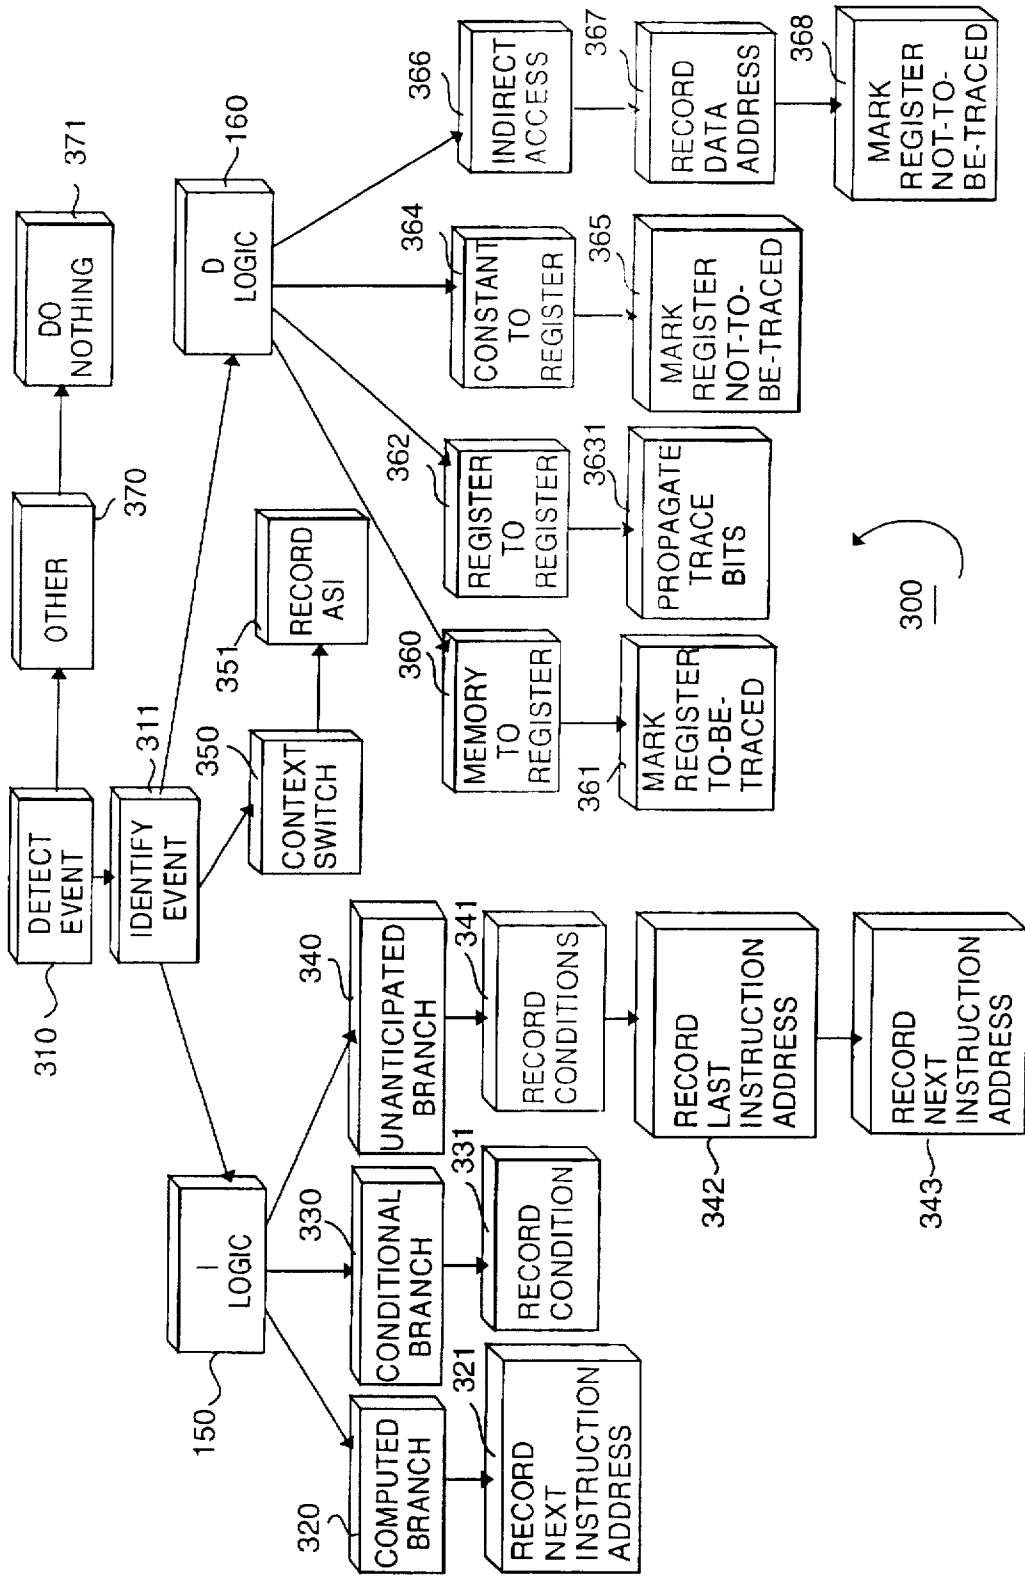 310
DETECT
EVENT
OTHER
370
DO
NOTHING
371
311
IDENTIFY
EVENT
150
I
LOGIC
350
CONTEXT
SWITCH
351
RECORD
ASI
D
LOGIC
160
320
COMPUTED
BRANCH
330
CONDITIONAL
BRANCH
340
UNANTICIPATED
BRANCH
360
MEMORY
TO
REGISTER
362
REGISTER
TO
REGISTER
364
CONSTANT
TO
REGISTER
366
INDIRECT
ACCESS
321
RECORD
NEXT
INSTRUCTION
ADDRESS
331
RECORD
CONDITION
341
RECORD
CONDITIONS
361
MARK
REGISTER
TO-BE-
TRACED
3631
PROPAGATE
TRACE
BITS
365
MARK
REGISTER
NOT-TO-
BE-TRACED
367
RECORD
DATA
ADDRESS
342
RECORD
LAST
INSTRUCTION
ADDRESS
368
MARK
REGISTER
NOT-TO-
BE-TRACED
343
RECORD
NEXT
INSTRUCTION
ADDRESS
300